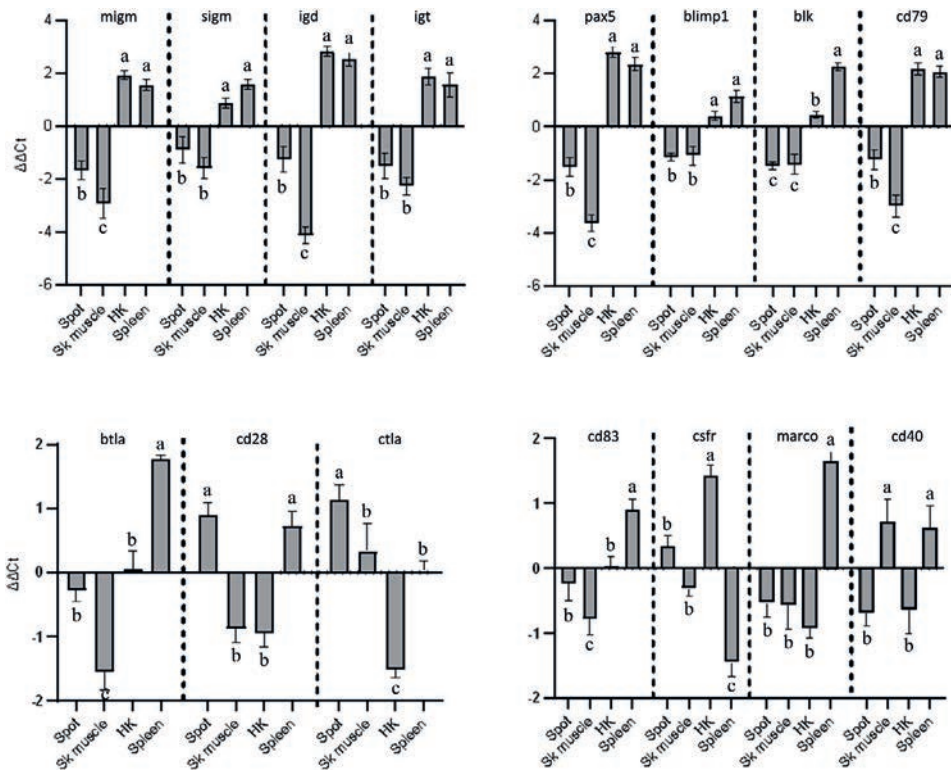 migm sigm igd igt
4
2
0
-2
-4
-6
ΔΔCt
b c a a b b a a b c a a b b a a
Spot Sk muscle HK Spleen Spot Sk muscle HK Spleen Spot Sk muscle HK Spleen Spot Sk muscle HK Spleen
pax5 blimp1 blk cd79
4
2
0
-2
-4
-6
b c a a b b a a c c b a b c a a
Spot Sk muscle HK Spleen Spot Sk muscle HK Spleen Spot Sk muscle HK Spleen Spot Sk muscle HK Spleen
btla cd28 ctla
2
1
0
-1
-2
ΔΔCt
b c b a a b b a a b c b
Spot Sk muscle HK Spleen Spot Sk muscle HK Spleen Spot Sk muscle HK Spleen
cd83 csfr marco cd40
2
1
0
-1
-2
b c b a b b a c b b b a b a b a
Spot Sk muscle HK Spleen Spot Sk muscle HK Spleen Spot Sk muscle HK Spleen Spot Sk muscle HK Spleen